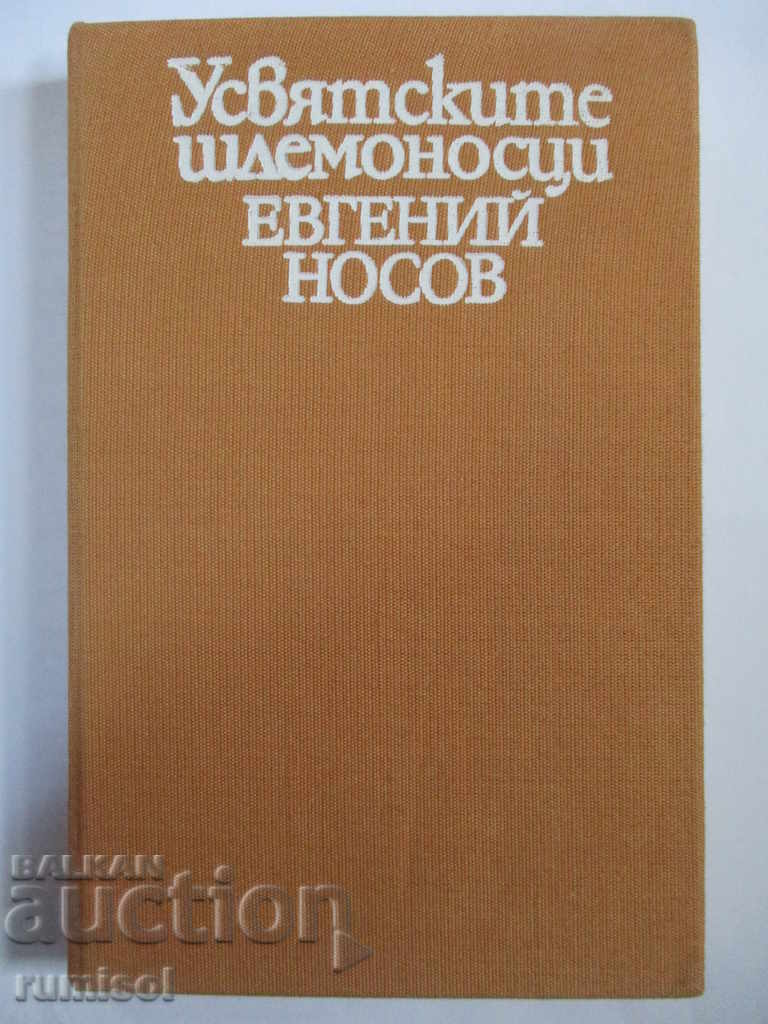 Усвятските
шлемоносци
ЕВГЕНИЙ
НОСОВ
BALKAN
auction
rumisol